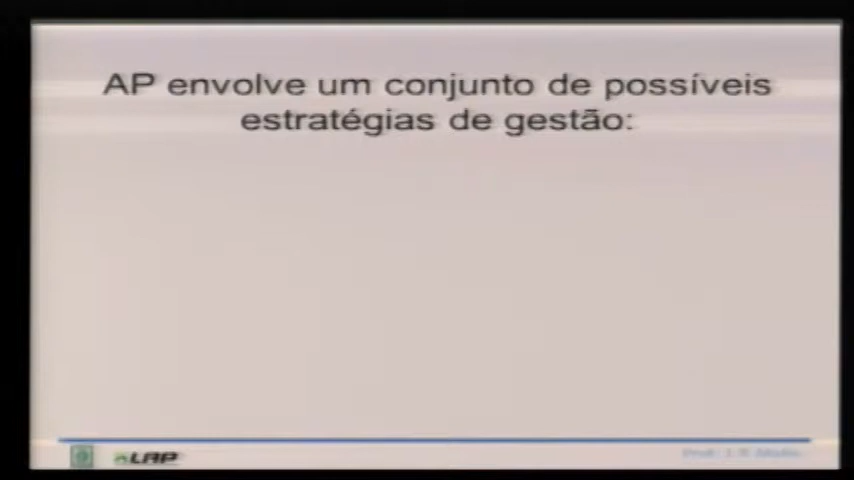 AP envolve um conjunto de possíveis
estratégias de gestão:
LAP